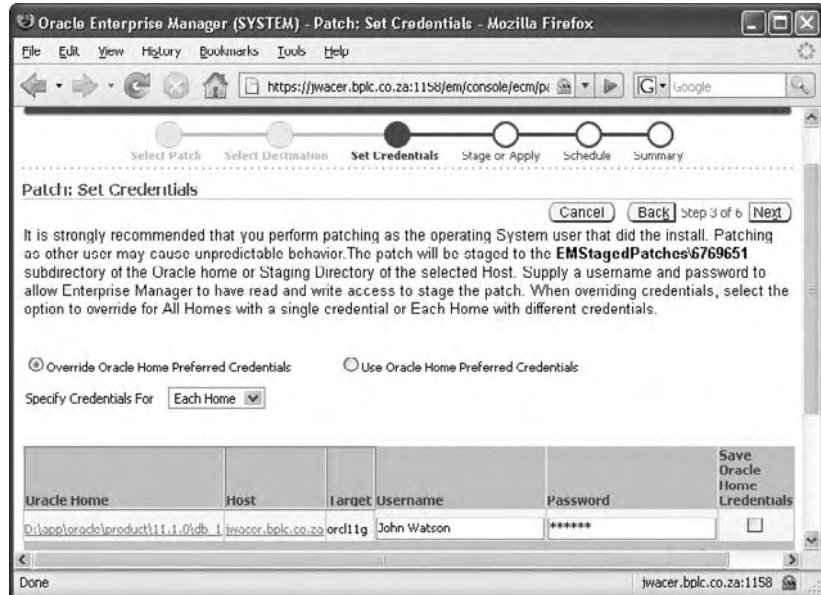 Oracle Enterprise Manager (SYSTEM) - Patch: Set Credentials - Mozilla Firefox
File Edit View History Bookmarks Tools Help
https://jwacer.bplc.co.za:1158/em/console/ecm/pa
G Google
Select Patch Select Destination Set Credentials Stage or Apply Schedule Summary
Patch: Set Credentials
Cancel Back Step 3 of 6 Next
It is strongly recommended that you perform patching as the operating System user that did the install. Patching
as other user may cause unpredictable behavior.The patch will be staged to the EMStagedPatches\6769651
subdirectory of the Oracle home or Staging Directory of the selected Host. Supply a username and password to
allow Enterprise Manager to have read and write access to stage the patch. When overriding credentials, select the
option to override for All Homes with a single credential or Each Home with different credentials.
Override Oracle Home Preferred Credentials Use Oracle Home Preferred Credentials
Specify Credentials For Each Home
Oracle Home Host Target Username Password Save Oracle Home Credentials
D:\app\oracle\product\11.1.0\db_1 jwacer.bplc.co.za orcl11g John Watson ******
Done jwacer.bplc.co.za:1158